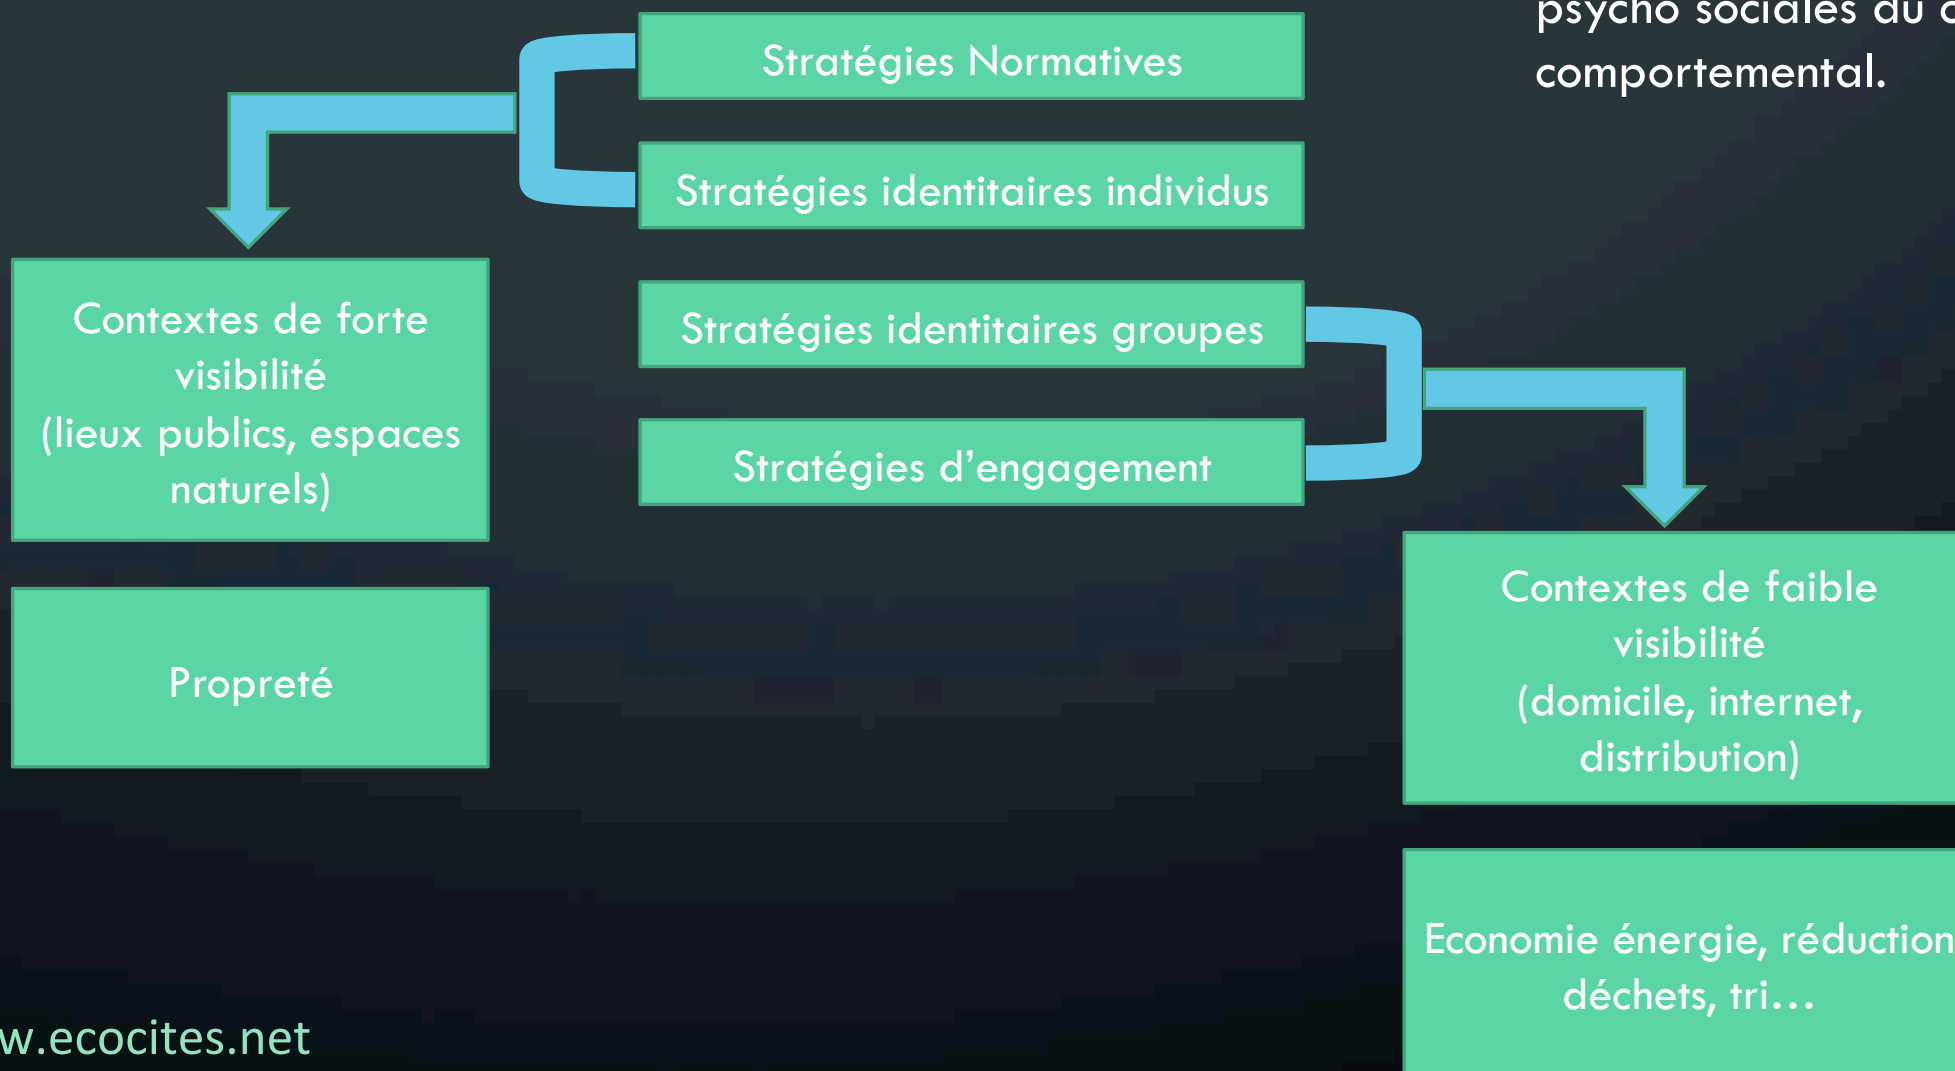 psycho sociales du
comportemental.
Stratégies Normatives
Stratégies identitaires individus
Stratégies identitaires groupes
Stratégies d’engagement
Contextes de forte
visibilité
(lieux publics, espaces
naturels)
Propreté
Contextes de faible
visibilité
(domicile, internet,
distribution)
Economie énergie, réduction
déchets, tri…
w.ecocites.net